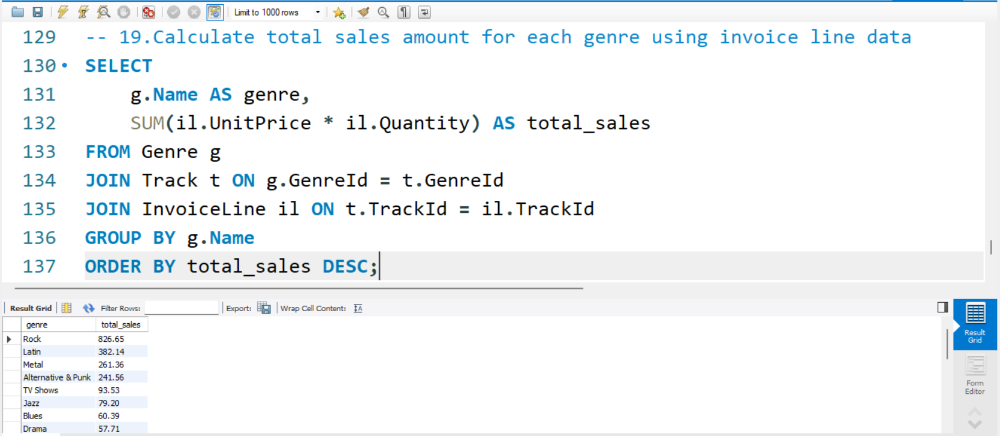 Limit to 1000 rows
129 -- 19.Calculate total sales amount for each genre using invoice line data
130 SELECT
131 g.Name AS genre,
132 SUM(il.UnitPrice * il.Quantity) AS total_sales
133 FROM Genre g
134 JOIN Track t ON g.GenreId = t.GenreId
135 JOIN InvoiceLine il ON t.TrackId = il.TrackId
136 GROUP BY g.Name
137 ORDER BY total_sales DESC;
Result Grid Filter Rows: Export: Wrap Cell Content:
genre total_sales
Rock 826.65
Latin 382.14
Metal 261.36
Alternative & Punk 241.56
TV Shows 93.53
Jazz 79.20
Blues 60.39
Drama 57.71
Result
Grid
Form
Editor